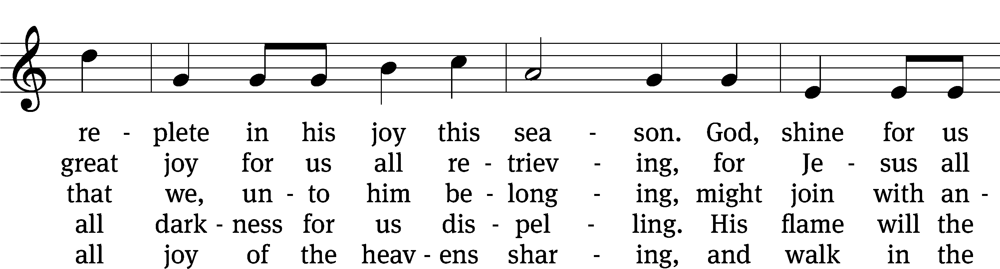 re - plete in his joy this sea - son. God, shine for us
great joy for us all re - triev - ing, for Je - sus all
that we, un - to him be - long - ing, might join with an -
all dark - ness for us dis - pel - ling. His flame will the
all joy of the heav - ens shar - ing, and walk in the